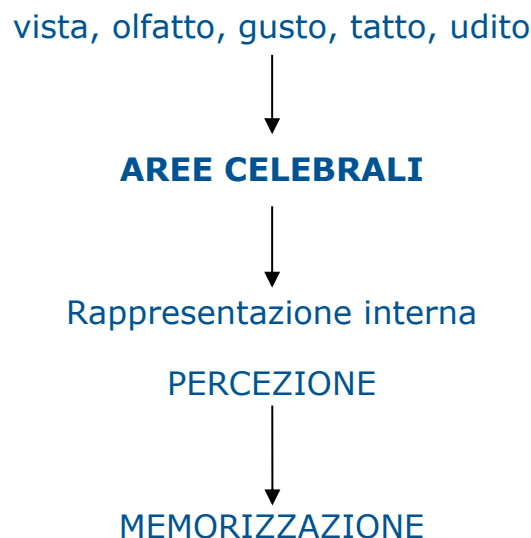 vista, olfatto, gusto, tatto, udito
AREE CELEBRALI
Rappresentazione interna
PERCEZIONE
MEMORIZZAZIONE